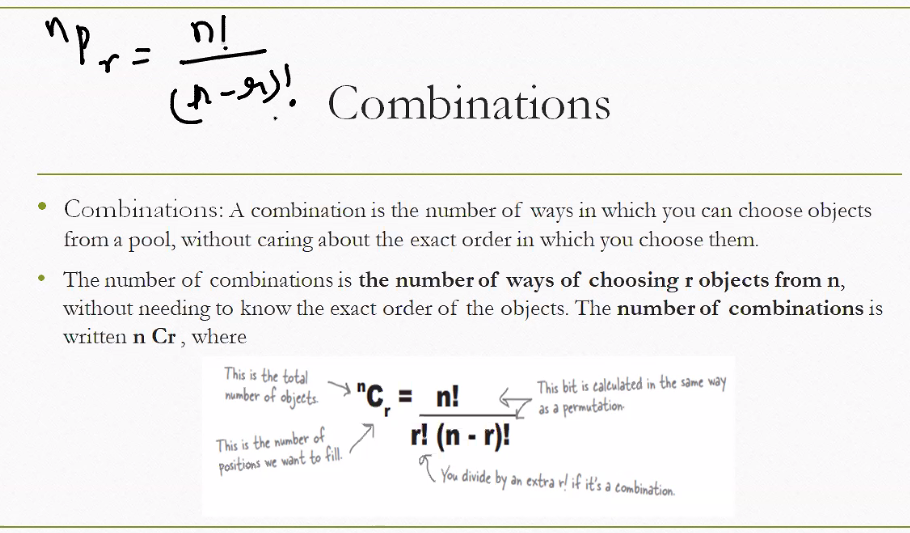 ⁿPᵣ = n! / (n-r)!
Combinations
• Combinations: A combination is the number of ways in which you can choose objects
from a pool, without caring about the exact order in which you choose them.
• The number of combinations is the number of ways of choosing r objects from n,
without needing to know the exact order of the objects. The number of combinations is
written n Cr , where
This is the total
number of objects.
ⁿCᵣ = n! / r! (n - r)!
This bit is calculated in the same way
as a permutation.
This is the number of
positions we want to fill.
You divide by an extra r! if it's a combination.